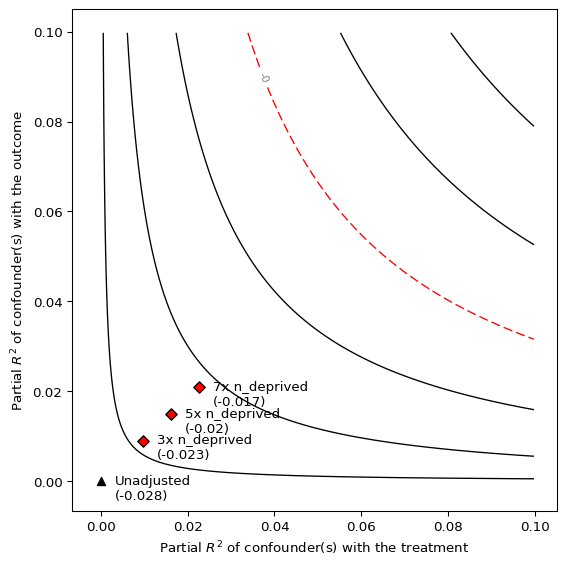 0.10
-0
0.08
Partial R² of confounder(s) with the outcome
0.06
0.04
0.02
7x n_deprived
(-0.017)
5x n_deprived
(-0.02)
3x n_deprived
(-0.023)
0.00
Unadjusted
(-0.028)
0.00 0.02 0.04 0.06 0.08 0.10
Partial R² of confounder(s) with the treatment